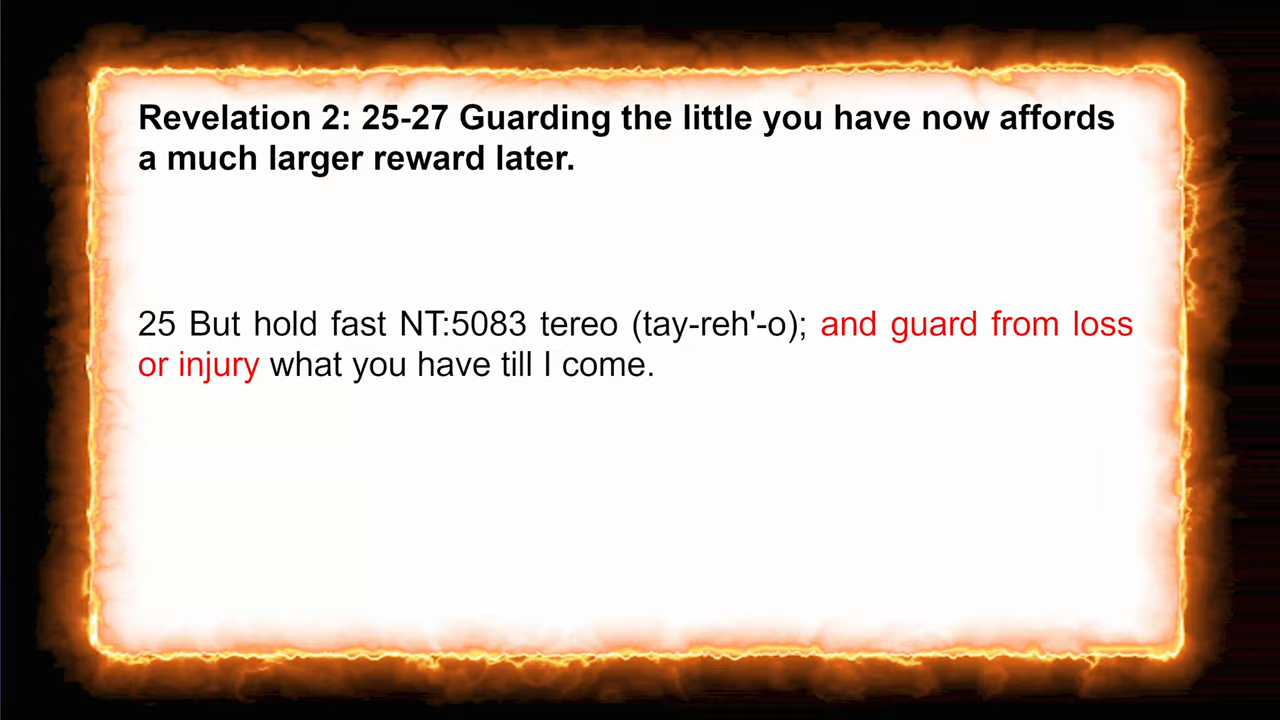 Revelation 2: 25-27 Guarding the little you have now affords
a much larger reward later.
25 But hold fast NT:5083 tereo (tay-reh'-o); and guard from loss
or injury what you have till I come.